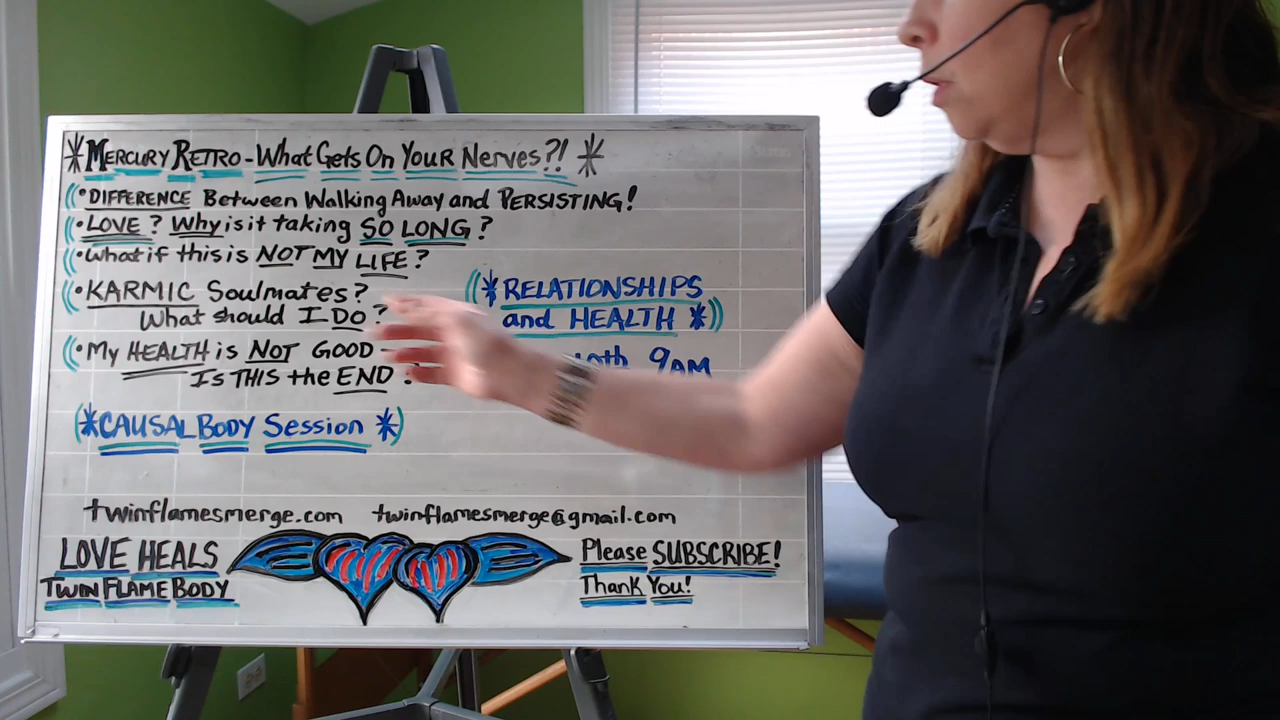 *MERCURY RETRO - What Gets On Your Nerves?! *
• DIFFERENCE Between Walking Away and PERSISTING!
• LOVE? Why is it taking SO LONG?
• What if this is NOT MY LIFE?
• KARMIC Soulmates?
What should I DO?
• My HEALTH is NOT GOOD -
Is THIS the END
(*CAUSAL BODY Session *)
((*RELATIONSHIPS
and HEALTH *))
9AM
twinflamesmerge.com twinflamesmerge@gmail.com
LOVE HEALS
TWIN FLAME BODY
Please SUBSCRIBE!
Thank You!